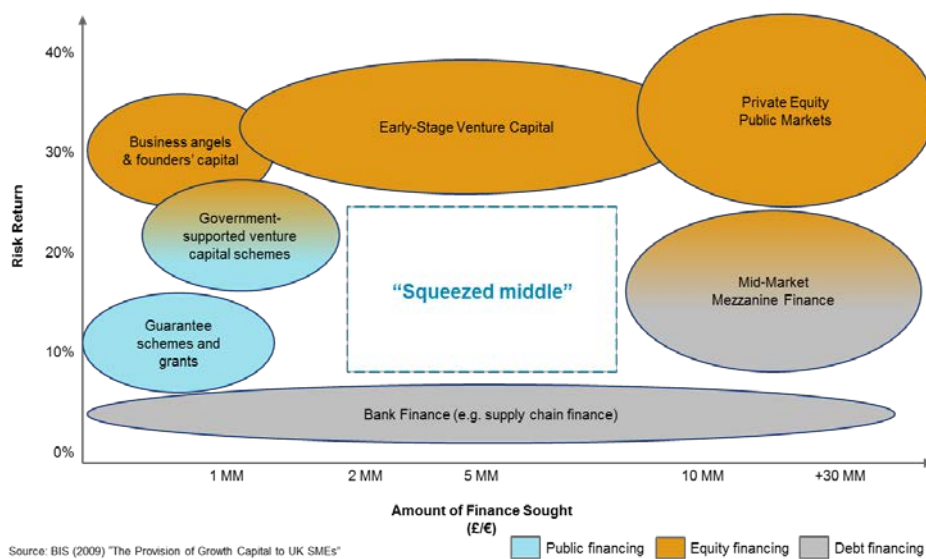 40%
30%
20%
10%
0%
Risk Return
Business angels
& founders' capital
Early-Stage Venture Capital
Private Equity
Public Markets
Government-
supported venture
capital schemes
"Squeezed middle"
Mid-Market
Mezzanine Finance
Guarantee
schemes and
grants
Bank Finance (e.g. supply chain finance)
1 MM
2 MM
5 MM
10 MM
+30 MM
Amount of Finance Sought
(£/€)
Source: BIS (2009) "The Provision of Growth Capital to UK SMEs"
Public financing
Equity financing
Debt financing